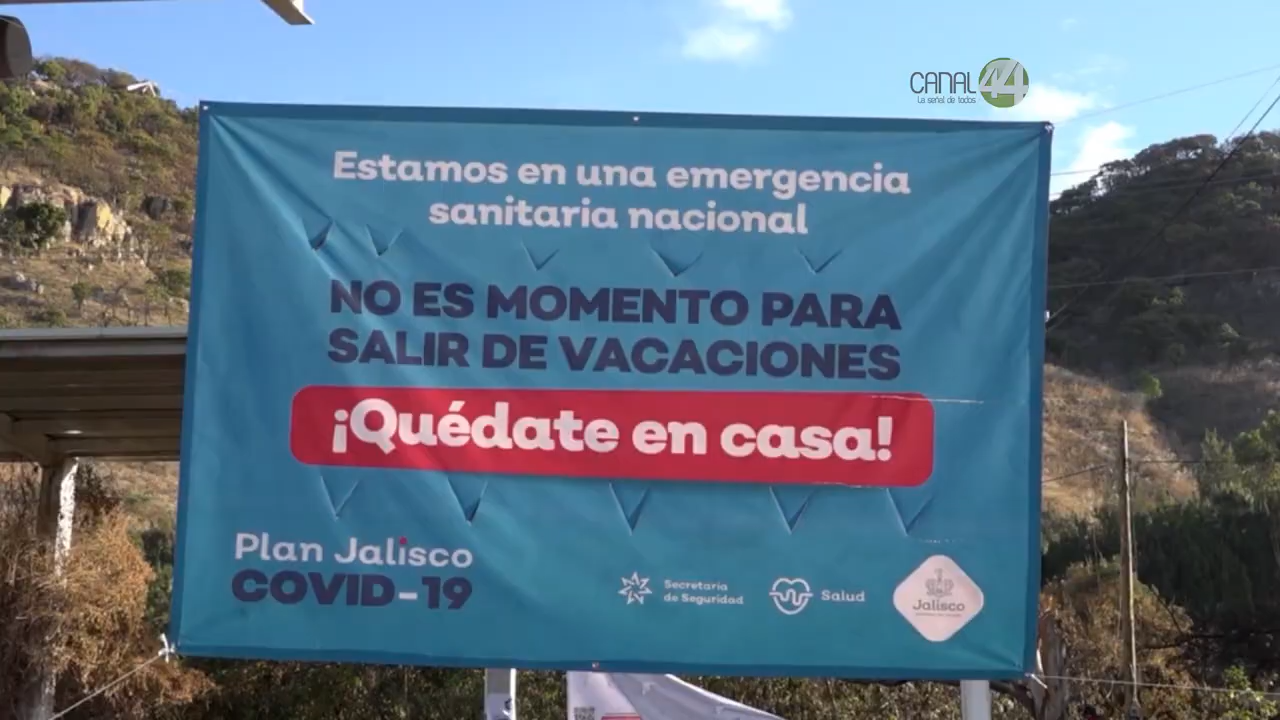 CANAL 44
La señal de todos
Estamos en una emergencia
sanitaria nacional
NO ES MOMENTO PARA
SALIR DE VACACIONES
¡Quédate en casa!
Plan Jalisco
COVID-19
Secretaría
de Seguridad
Salud
Jalisco